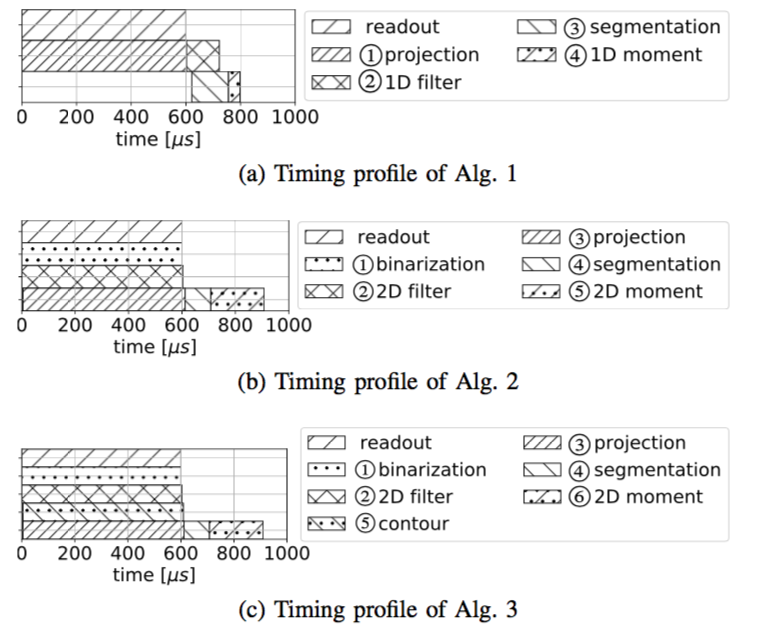 readout
③segmentation
①projection
④1D moment
②1D filter
0 200 400 600 800 1000
time [μs]
(a) Timing profile of Alg. 1
readout
③projection
①binarization
④segmentation
②2D filter
⑤2D moment
0 200 400 600 800 1000
time [μs]
(b) Timing profile of Alg. 2
readout
③projection
①binarization
④segmentation
②2D filter
⑥2D moment
⑤contour
0 200 400 600 800 1000
time [μs]
(c) Timing profile of Alg. 3